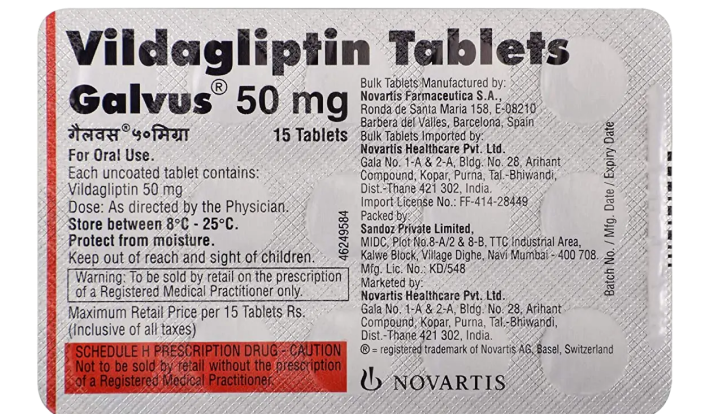 Vildagliptin Tablets
Galvus® 50 mg
गैलवस® ५० मिग्रा
15 Tablets
For Oral Use.
Each uncoated tablet contains:
Vildagliptin 50 mg
Dose: As directed by the Physician.
Store between 8°C - 25°C.
Protect from moisture.
Keep out of reach and sight of children.
Warning: To be sold by retail on the prescription
of a Registered Medical Practitioner only.
Maximum Retail Price per 15 Tablets Rs.
(Inclusive of all taxes)
SCHEDULE H PRESCRIPTION DRUG - CAUTION
Not to be sold by retail without the prescription
of a Registered Medical Practitioner.
46249584
Bulk Tablets Manufactured by:
Novartis Farmaceutica S.A.,
Ronda de Santa Maria 158, E-08210
Barbera del Valles, Barcelona, Spain
Bulk Tablets Imported by:
Novartis Healthcare Pvt. Ltd.
Gala No. 1-A & 2-A, Bldg. No. 28, Arihant
Compound, Kopar, Purna, Tal.-Bhiwandi,
Dist.-Thane 421 302, India.
Import License No.: FF-414-28449
Packed by:
Sandoz Private Limited,
MIDC, Plot No.8-A/2 & 8-B, TTC Industrial Area,
Kalwe Block, Village Dighe, Navi Mumbai - 400 708.
Mfg. Lic. No.: KD/548
Marketed by:
Novartis Healthcare Pvt. Ltd.
Gala No. 1-A & 2-A, Bldg. No. 28, Arihant
Compound, Kopar, Purna, Tal.-Bhiwandi,
Dist.-Thane 421 302, India.
® = registered trademark of Novartis AG, Basel, Switzerland
NOVARTIS
Batch No. / Mfg. Date / Expiry Date